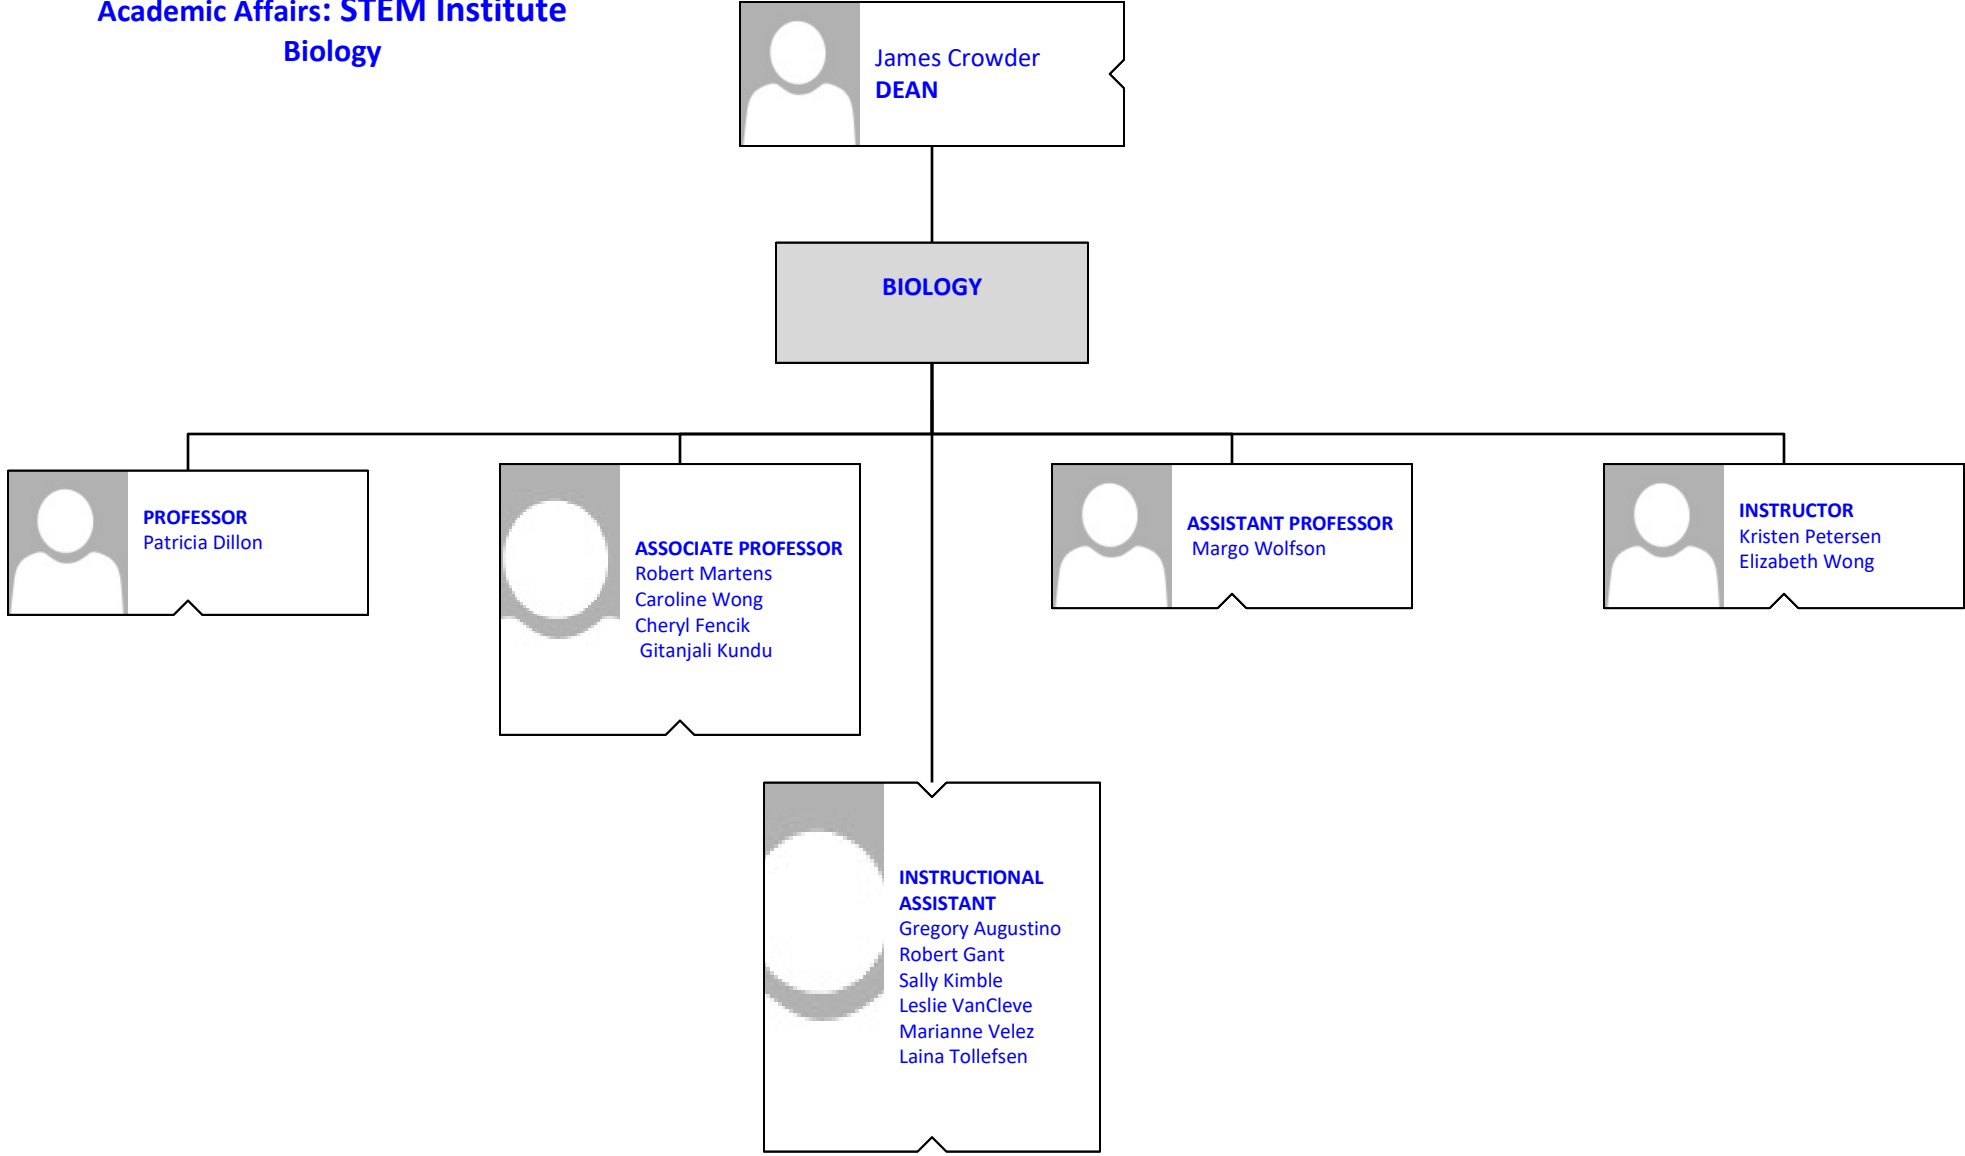 Academic Affairs: STEM Institute
Biology
James Crowder
DEAN
BIOLOGY
PROFESSOR
Patricia Dillon
ASSOCIATE PROFESSOR
Robert Martens
Caroline Wong
Cheryl Fencik
Gitanjali Kundu
ASSISTANT PROFESSOR
Margo Wolfson
INSTRUCTOR
Kristen Petersen
Elizabeth Wong
INSTRUCTIONAL
ASSISTANT
Gregory Augustino
Robert Gant
Sally Kimble
Leslie VanCleve
Marianne Velez
Laina Tollefsen